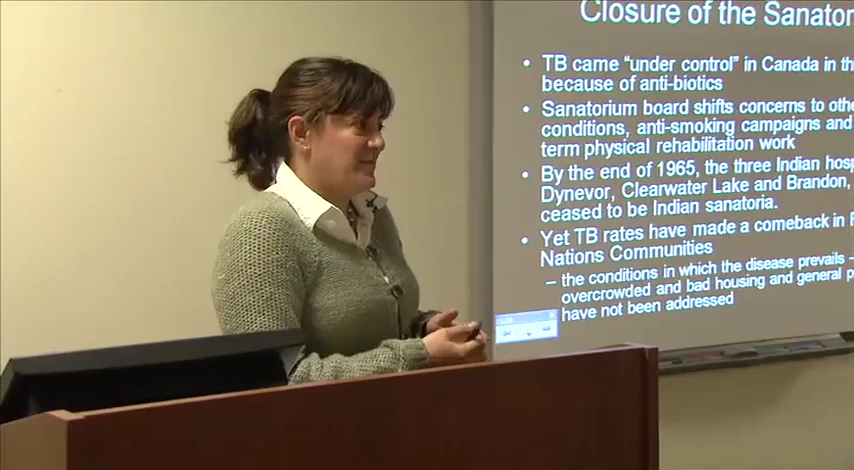 Closure of the Sanator
• TB came “under control” in Canada in th
because of anti-biotics
• Sanatorium board shifts concerns to othe
conditions, anti-smoking campaigns and
term physical rehabilitation work
• By the end of 1965, the three Indian hosp
Dynevor, Clearwater Lake and Brandon,
ceased to be Indian sanatoria.
• Yet TB rates have made a comeback in F
Nations Communities
– the conditions in which the disease prevails –
overcrowded and bad housing and general p
have not been addressed